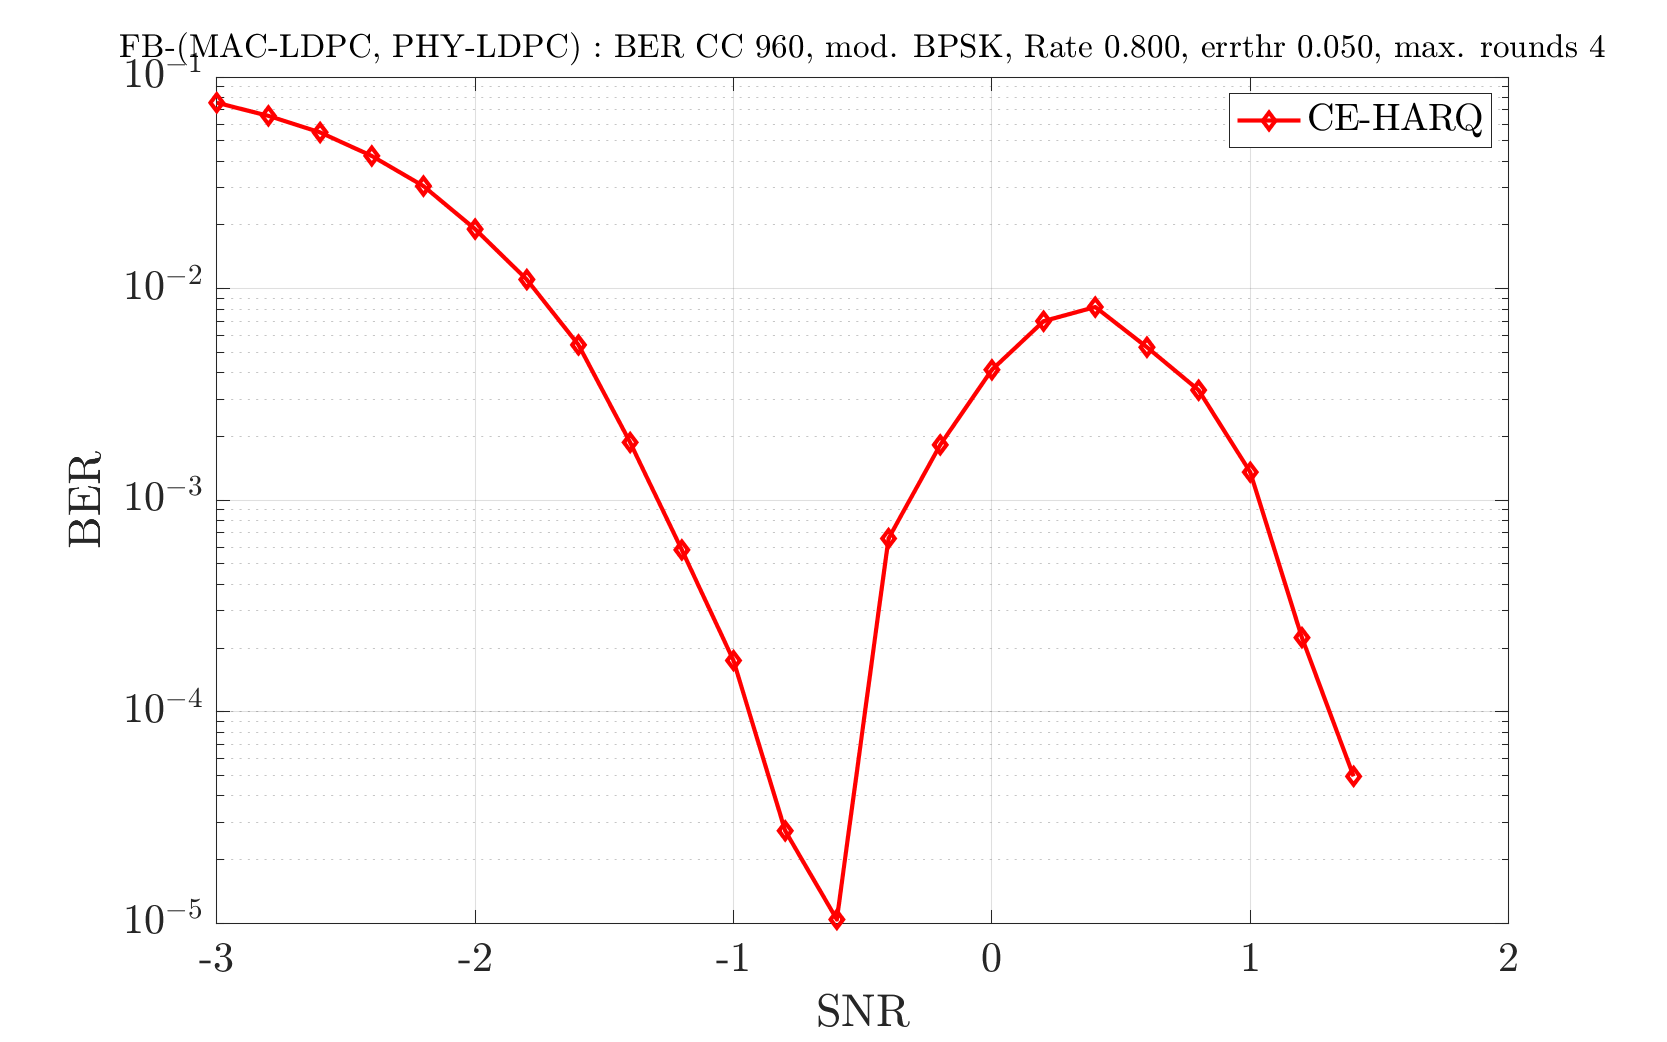 FB-(MAC-LDPC, PHY-LDPC) : BER CC 960, mod. BPSK, Rate 0.800, errthr 0.050, max. rounds 4
10⁻¹
CE-HARQ
10⁻²
10⁻³
BER
10⁻⁴
10⁻⁵
-3 -2 -1 0 1 2
SNR